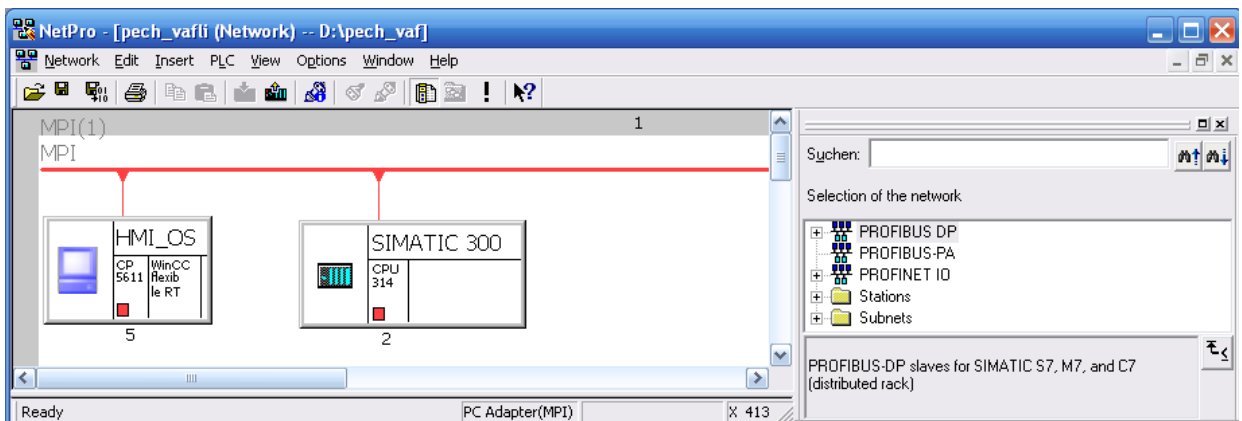 NetPro - [pech_vafli (Network) -- D:\pech_vaf]
Network Edit Insert PLC View Options Window Help
MPI(1)
1
MPI
HMI_OS
CP 5611
WinCC flexib le RT
5
SIMATIC 300
CPU 314
2
Ready
PC Adapter(MPI)
X 413
Suchen:
Selection of the network
PROFIBUS DP
PROFIBUS-PA
PROFINET IO
Stations
Subnets
PROFIBUS-DP slaves for SIMATIC S7, M7, and C7
(distributed rack)